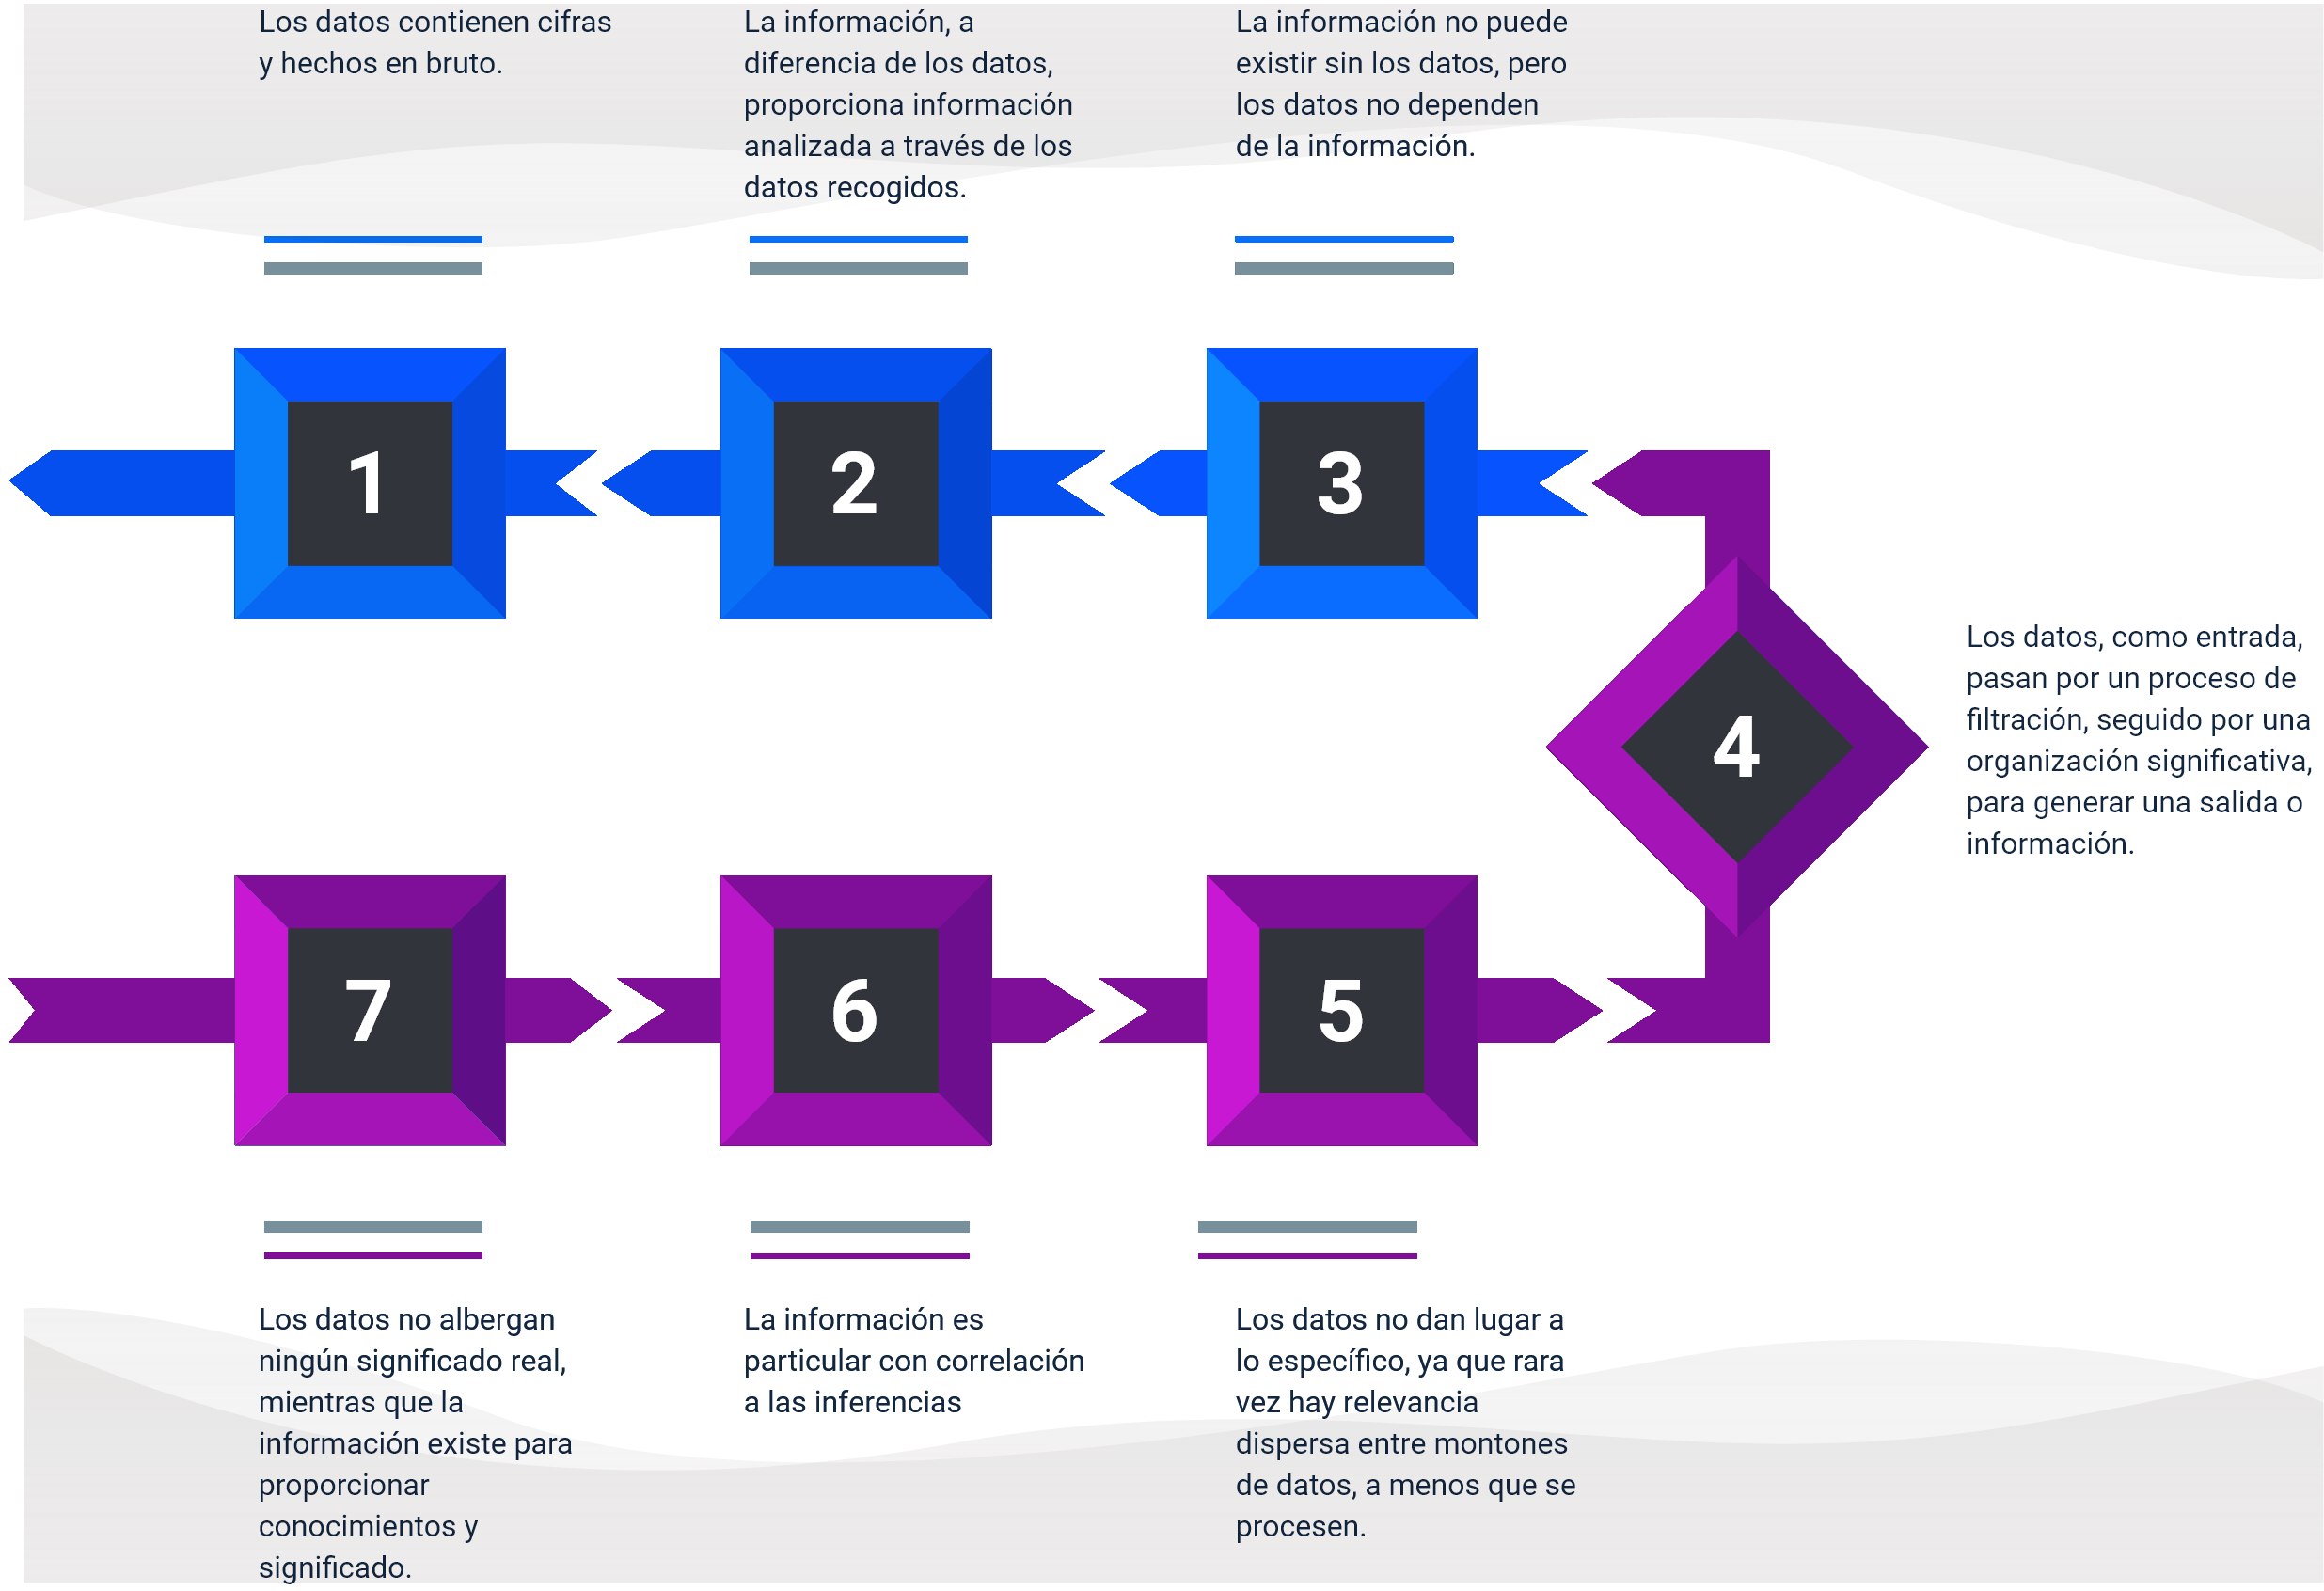 Los datos contienen cifras
y hechos en bruto.
La información, a
diferencia de los datos,
proporciona información
analizada a través de los
datos recogidos.
La información no puede
existir sin los datos, pero
los datos no dependen
de la información.
1
2
3
4
Los datos, como entrada,
pasan por un proceso de
filtración, seguido por una
organización significativa,
para generar una salida o
información.
7
6
5
Los datos no albergan
ningún significado real,
mientras que la
información existe para
proporcionar
conocimientos y
significado.
La información es
particular con correlación
a las inferencias
Los datos no dan lugar a
lo específico, ya que rara
vez hay relevancia
dispersa entre montones
de datos, a menos que se
procesen.